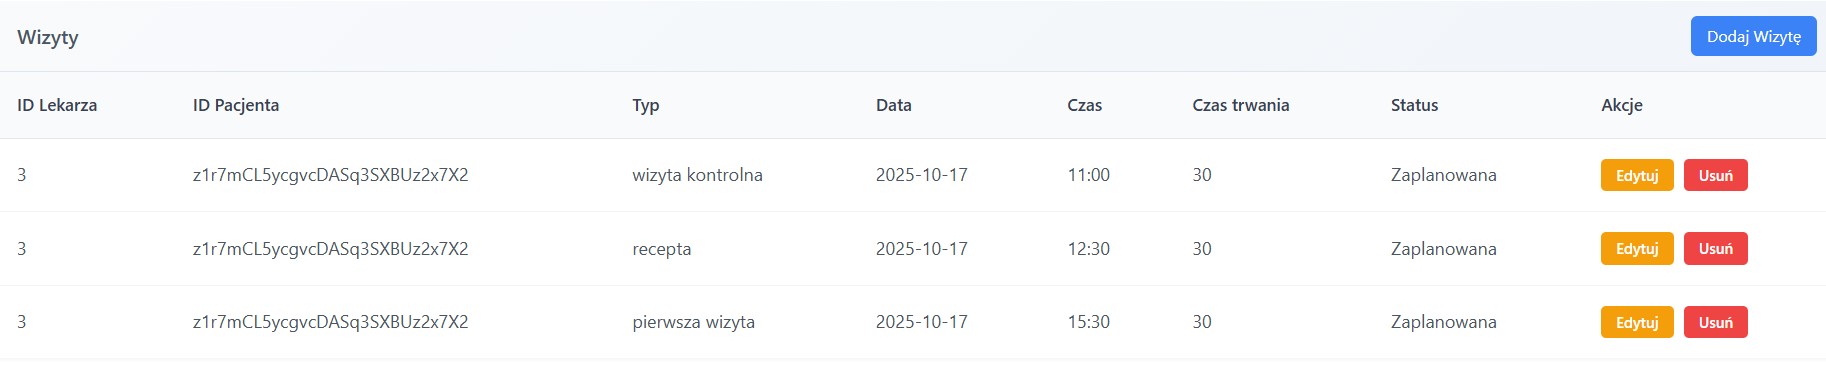 Wizyty Dodaj Wizytę
ID Lekarza ID Pacjenta Typ Data Czas Czas trwania Status Akcje
3 z1r7mCL5ycgvcDASq3SXBUz2x7X2 wizyta kontrolna 2025-10-17 11:00 30 Zaplanowana Edytuj Usuń
3 z1r7mCL5ycgvcDASq3SXBUz2x7X2 recepta 2025-10-17 12:30 30 Zaplanowana Edytuj Usuń
3 z1r7mCL5ycgvcDASq3SXBUz2x7X2 pierwsza wizyta 2025-10-17 15:30 30 Zaplanowana Edytuj Usuń